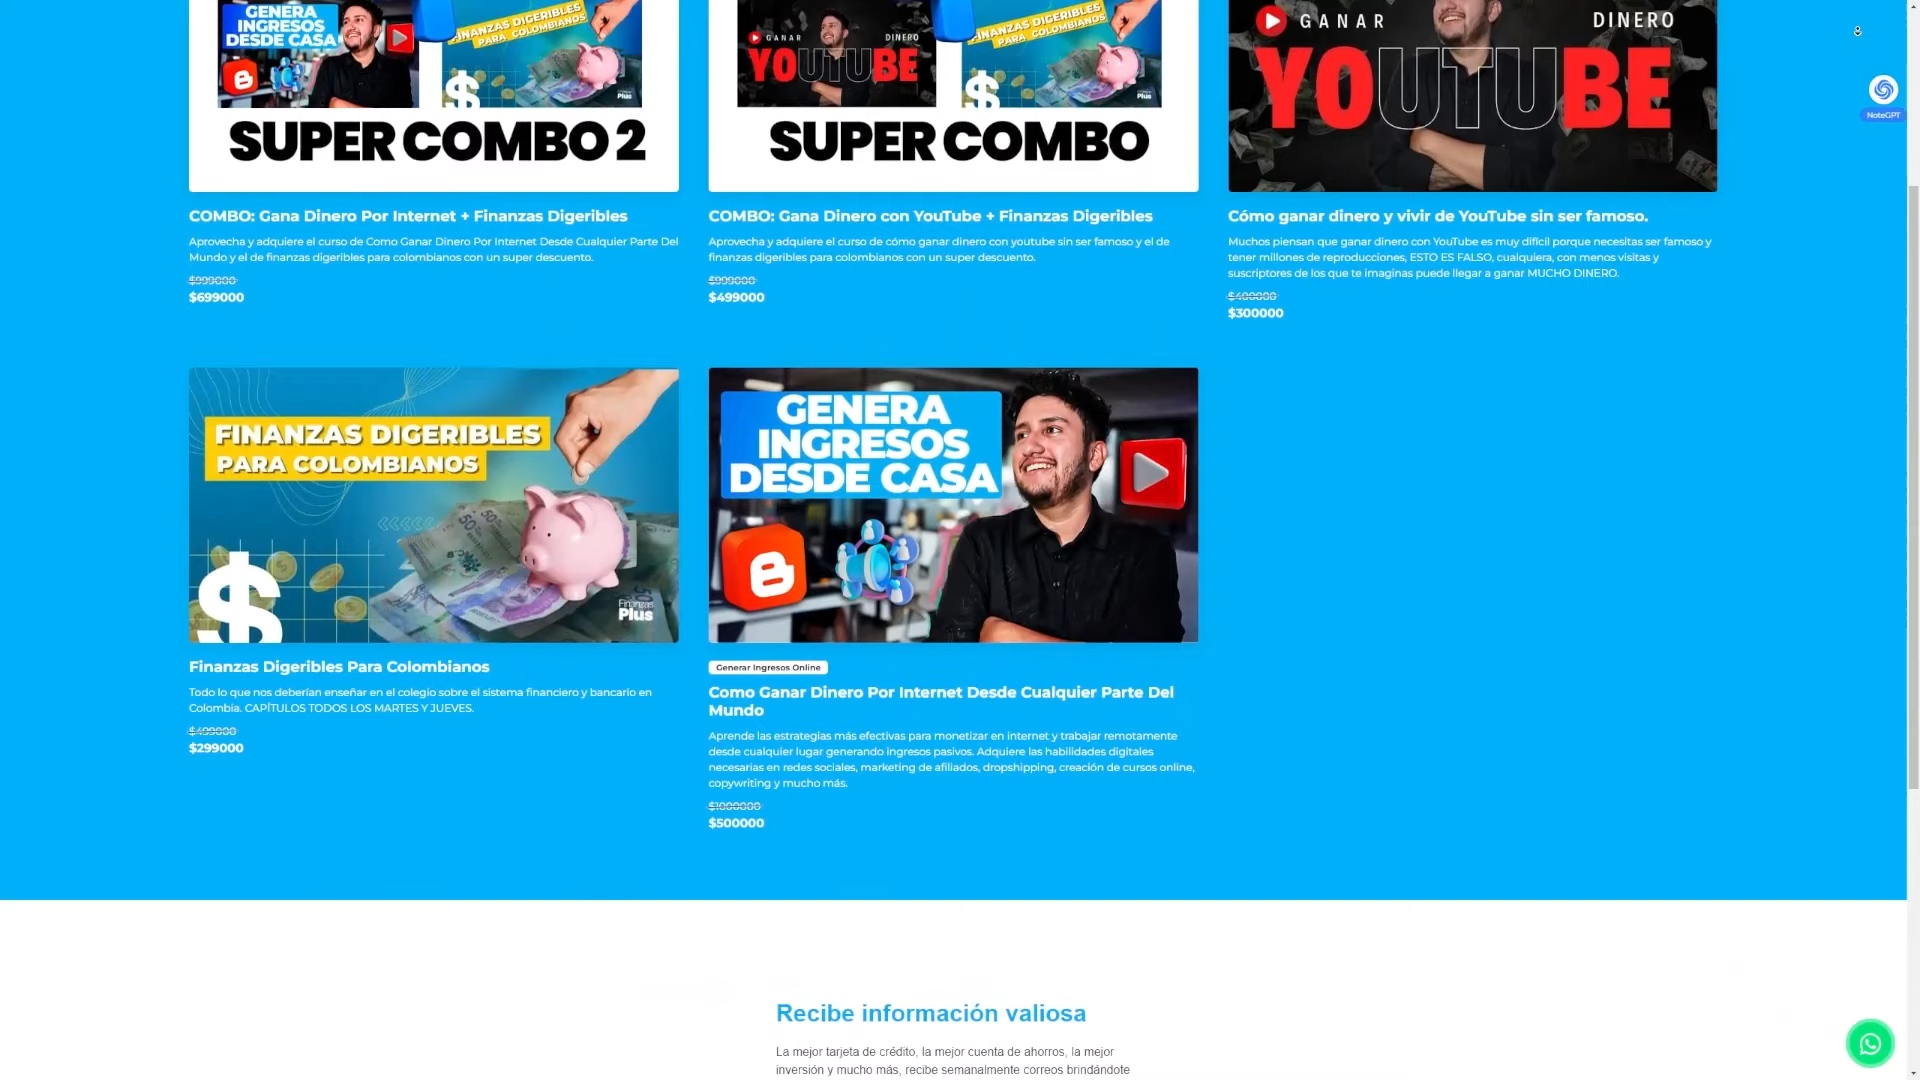 GENERA
INGRESOS
DESDE CASA
FINANZAS DIGERIBLES
PARA COLOMBIANOS
$
Plus
SUPER COMBO 2
GANAR DINERO
YOUTUBE
FINANZAS DIGERIBLES
PARA COLOMBIANOS
$
Plus
SUPER COMBO
GANAR DINERO
YOUTUBE
NoteGPT
COMBO: Gana Dinero Por Internet + Finanzas Digeribles
Aprovecha y adquiere el curso de Como Ganar Dinero Por Internet Desde Cualquier Parte Del
Mundo y el de finanzas digeribles para colombianos con un super descuento.
$999000
$699000
COMBO: Gana Dinero con YouTube + Finanzas Digeribles
Aprovecha y adquiere el curso de cómo ganar dinero con youtube sin ser famoso y el de
finanzas digeribles para colombianos con un super descuento.
$999000
$499000
Cómo ganar dinero y vivir de YouTube sin ser famoso.
Muchos piensan que ganar dinero con YouTube es muy difícil porque necesitas ser famoso y
tener millones de reproducciones, ESTO ES FALSO, cualquiera, con menos visitas y
suscriptores de los que te imaginas puede llegar a ganar MUCHO DINERO.
$400000
$300000
FINANZAS DIGERIBLES
PARA COLOMBIANOS
$
Finanzas
Plus
Finanzas Digeribles Para Colombianos
Todo lo que nos deberían enseñar en el colegio sobre el sistema financiero y bancario en
Colombia. CAPÍTULOS TODOS LOS MARTES Y JUEVES.
$499000
$299000
GENERA
INGRESOS
DESDE CASA
Generar Ingresos Online
Como Ganar Dinero Por Internet Desde Cualquier Parte Del
Mundo
Aprende las estrategias más efectivas para monetizar en internet y trabajar remotamente
desde cualquier lugar generando ingresos pasivos. Adquiere las habilidades digitales
necesarias en redes sociales, marketing de afiliados, dropshipping, creación de cursos online,
copywriting y mucho más.
$1000000
$500000
Recibe información valiosa
La mejor tarjeta de crédito, la mejor cuenta de ahorros, la mejor
inversión y mucho más, recibe semanalmente correos brindándote